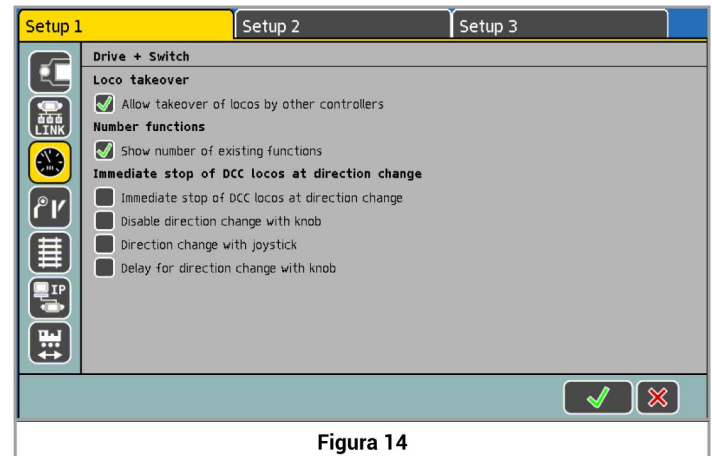 Setup 1
Setup 2
Setup 3
Drive + Switch
Loco takeover
Allow takeover of locos by other controllers
Number functions
Show number of existing functions
Immediate stop of DCC locos at direction change
Immediate stop of DCC locos at direction change
Disable direction change with knob
Direction change with joystick
Delay for direction change with knob
LINK
IP
Figura 14